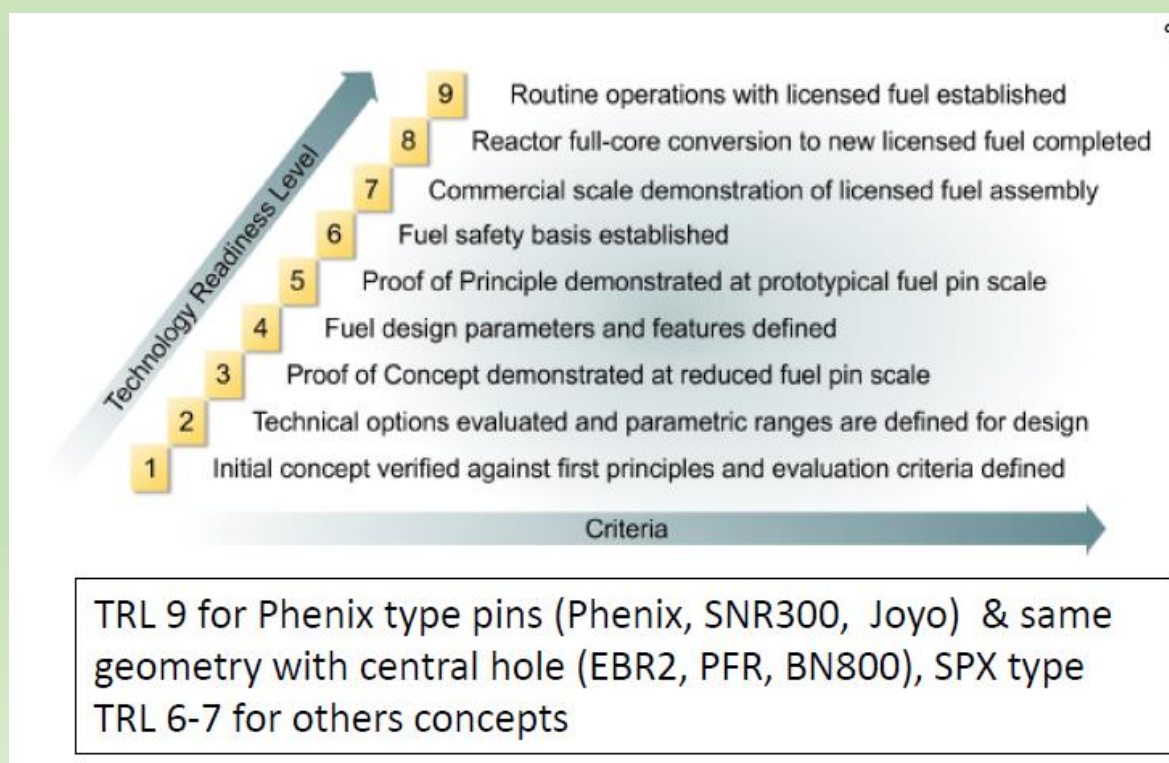 9 Routine operations with licensed fuel established
8 Reactor full-core conversion to new licensed fuel completed
7 Commercial scale demonstration of licensed fuel assembly
6 Fuel safety basis established
5 Proof of Principle demonstrated at prototypical fuel pin scale
4 Fuel design parameters and features defined
3 Proof of Concept demonstrated at reduced fuel pin scale
2 Technical options evaluated and parametric ranges are defined for design
1 Initial concept verified against first principles and evaluation criteria defined
Technology Readiness Level
Criteria
TRL 9 for Phenix type pins (Phenix, SNR300, Joyo) & same
geometry with central hole (EBR2, PFR, BN800), SPX type
TRL 6-7 for others concepts